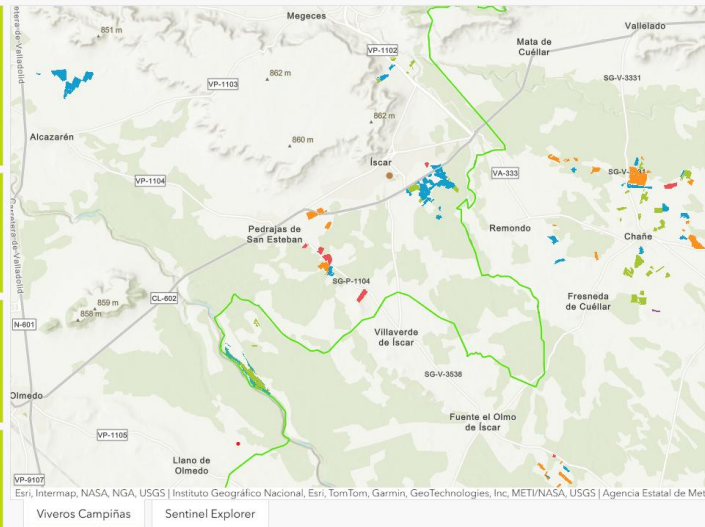 Megeces
Vallelado
851 m
Mata de
Cuéllar
VP-1102
SG-V-3331
862 m
VP-1103
862 m
Alcazarén
860 m
Íscar
VP-1104
VA-333
Pedrajas de
San Esteban
Remondo
Chañe
SG-P-1104
CL-602
859 m
858 m
Fresneda
de Cuéllar
N-601
Villaverde
de Íscar
SG-V-3538
Olmedo
Fuente el Olmo
de Íscar
VP-1105
Llano de
Olmedo
VP-9107
Carretera-de-Valladolid
Esri, Intermap, NASA, NGA, USGS | Instituto Geográfico Nacional, Esri, TomTom, Garmin, GeoTechnologies, Inc, METI/NASA, USGS | Agencia Estatal de Met
Viveros Campiñas
Sentinel Explorer